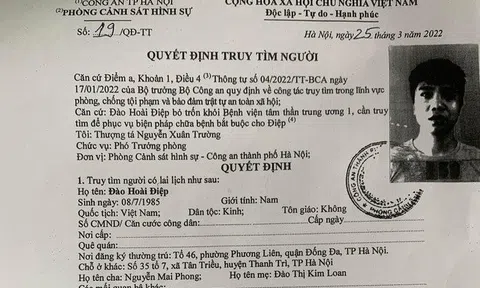 CÔNG AN TP HÀ NỘI
CỘNG HÒA XÃ HỘI CHỦ NGHĨA VIỆT NAM
(2)PHÒNG CẢNH SÁT HÌNH SỰ
Độc lập - Tự do - Hạnh phúc
Số: 19/QĐ-TT
Hà Nội, ngày 25 tháng 3 năm 2022
QUYẾT ĐỊNH TRUY TÌM NGƯỜI
Căn cứ Điểm a, Khoản 1, Điều 4 (3) Thông tư số 04/2022/TT-BCA ngày
17/01/2022 của Bộ trưởng Bộ Công an quy định về công tác truy tìm trong lĩnh vực
phòng, chống tội phạm và bảo đảm trật tự an toàn xã hội;
Căn cứ: Đào Hoài Điệp bỏ trốn khỏi Bệnh viện tâm thần trung ương 1, cần truy
tìm để phục vụ biện pháp chữa bệnh bắt buộc cho Điệp (4)
Tôi: Thượng tá Nguyễn Xuân Trường
Chức vụ: Phó Trưởng phòng
Đơn vị: Phòng Cảnh sát hình sự - Công an thành phố Hà Nội;
QUYẾT ĐỊNH
1. Truy tìm người có lai lịch như sau:
Họ tên: Đào Hoài Điệp
Sinh ngày: 08/7/1985 Giới tính: Nam
Quốc tịch: Việt Nam; Dân tộc: Kinh; Tôn giáo: Không
Số CMND/ Căn cước công dân: Cấp ngày
Nơi cấp:
Quê quán:
Nơi đăng ký thường trú: Tổ 46, phường Phương Liên, quận Đống Đa, TP Hà Nội.
Chỗ ở khác: Số 35 tổ 7, xã Tân Triều, huyện Thanh Trì, TP Hà Nội
Họ tên cha: Nguyễn Mai Phong; Họ tên mẹ: Đào Thị Kim Loan
Các mối quan hệ khác: